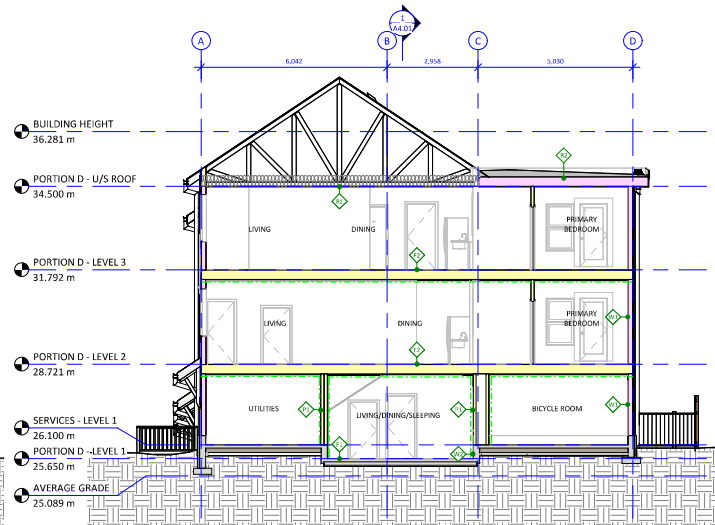 1
A4.01
A
B
C
D
6,042
2,958
5,030
BUILDING HEIGHT
36.281 m
R2
PORTION D - U/S ROOF
34.500 m
R1
LIVING
DINING
PRIMARY
BEDROOM
F2
PORTION D - LEVEL 3
31.792 m
LIVING
DINING
PRIMARY
BEDROOM
W1
F2
PORTION D - LEVEL 2
28.721 m
UTILITIES
P1
LIVING/DINING/SLEEPING
P1
BICYCLE ROOM
W1
SERVICES - LEVEL 1
26.100 m
F1
W2
PORTION D - LEVEL 1
25.650 m
AVERAGE GRADE
25.089 m